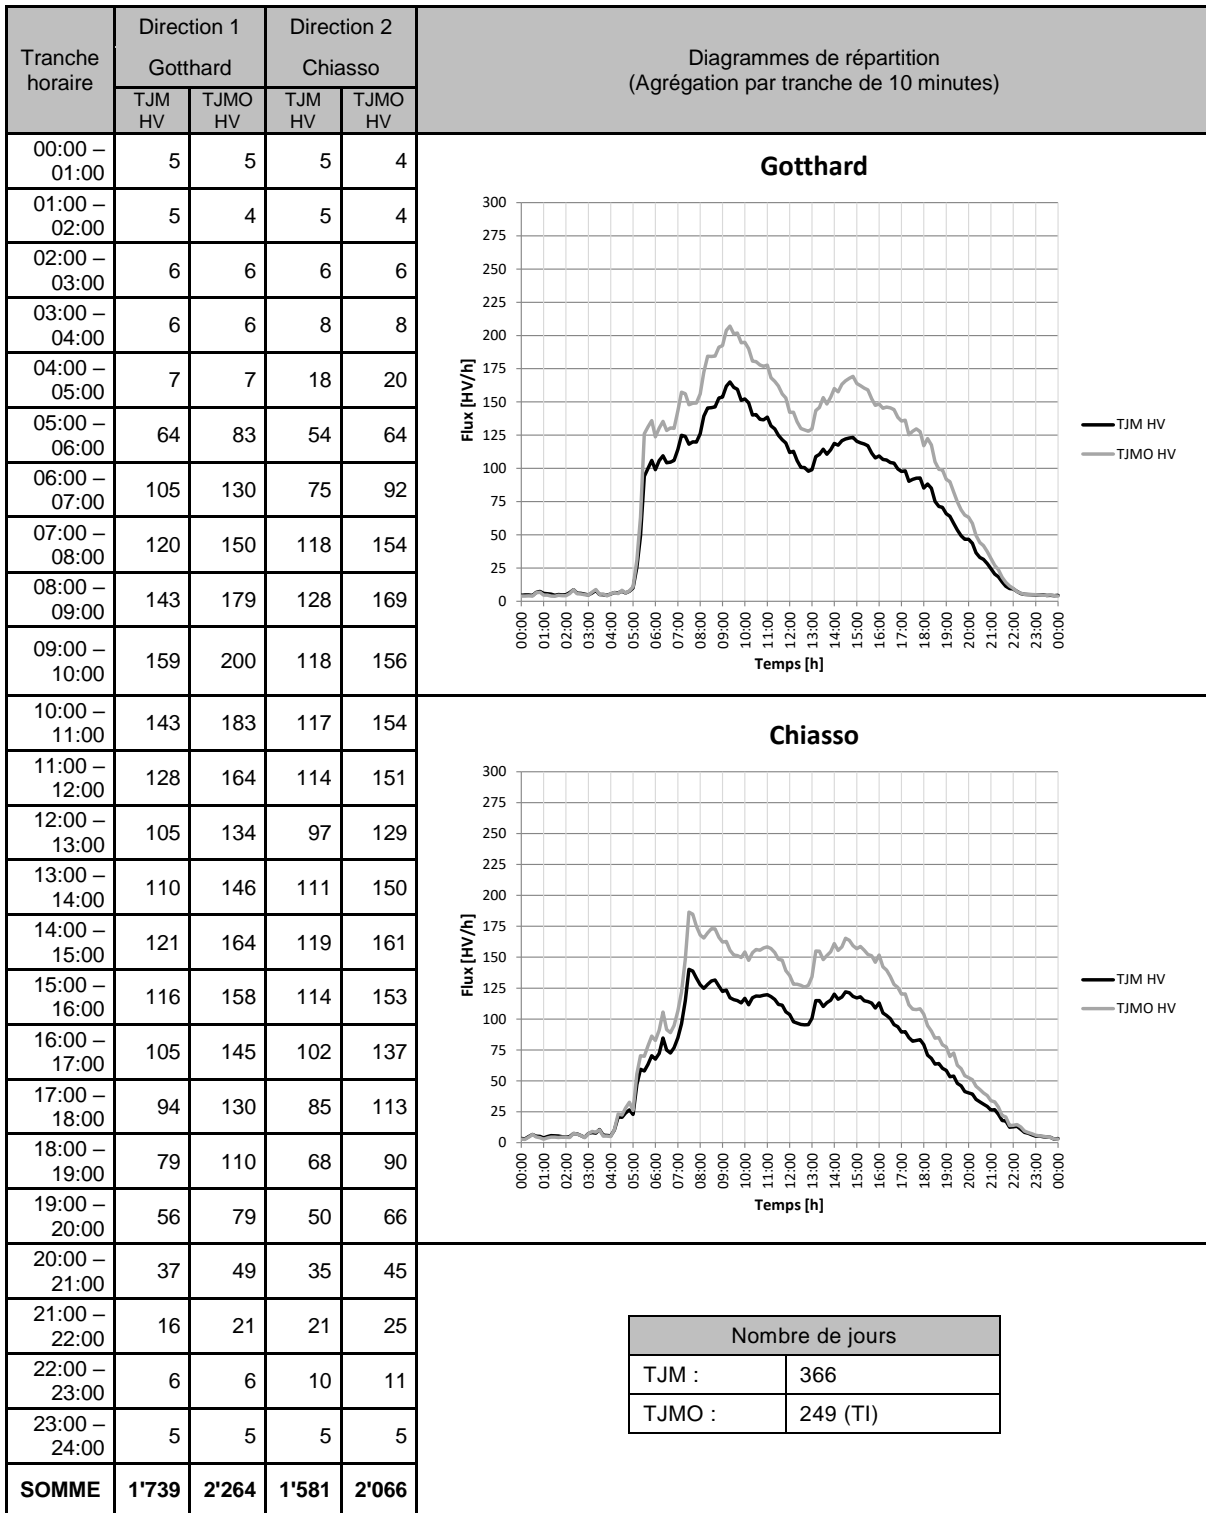 Tranche horaire | Direction 1 | Direction 2 | Diagrammes de répartition
Gotthard | Chiasso | (Agrégation par tranche de 10 minutes)
TJM HV | TJMO HV | TJM HV | TJMO HV
00:00 – 01:00 | 5 | 5 | 5 | 4
01:00 – 02:00 | 5 | 4 | 5 | 4
02:00 – 03:00 | 6 | 6 | 6 | 6
03:00 – 04:00 | 6 | 6 | 8 | 8
04:00 – 05:00 | 7 | 7 | 18 | 20
05:00 – 06:00 | 64 | 83 | 54 | 64
06:00 – 07:00 | 105 | 130 | 75 | 92
07:00 – 08:00 | 120 | 150 | 118 | 154
08:00 – 09:00 | 143 | 179 | 128 | 169
09:00 – 10:00 | 159 | 200 | 118 | 156
10:00 – 11:00 | 143 | 183 | 117 | 154
11:00 – 12:00 | 128 | 164 | 114 | 151
12:00 – 13:00 | 105 | 134 | 97 | 129
13:00 – 14:00 | 110 | 146 | 111 | 150
14:00 – 15:00 | 121 | 164 | 119 | 161
15:00 – 16:00 | 116 | 158 | 114 | 153
16:00 – 17:00 | 105 | 145 | 102 | 137
17:00 – 18:00 | 94 | 130 | 85 | 113
18:00 – 19:00 | 79 | 110 | 68 | 90
19:00 – 20:00 | 56 | 79 | 50 | 66
20:00 – 21:00 | 37 | 49 | 35 | 45
21:00 – 22:00 | 16 | 21 | 21 | 25
22:00 – 23:00 | 6 | 6 | 10 | 11
23:00 – 24:00 | 5 | 5 | 5 | 5
SOMME | 1'739 | 2'264 | 1'581 | 2'066
Gotthard
Flux [HV/h]
300
275
250
225
200
175
150
125
100
75
50
25
0
00:00 01:00 02:00 03:00 04:00 05:00 06:00 07:00 08:00 09:00 10:00 11:00 12:00 13:00 14:00 15:00 16:00 17:00 18:00 19:00 20:00 21:00 22:00 23:00 00:00
Temps [h]
TJM HV
TJMO HV
Chiasso
Flux [HV/h]
300
275
250
225
200
175
150
125
100
75
50
25
0
00:00 01:00 02:00 03:00 04:00 05:00 06:00 07:00 08:00 09:00 10:00 11:00 12:00 13:00 14:00 15:00 16:00 17:00 18:00 19:00 20:00 21:00 22:00 23:00 00:00
Temps [h]
TJM HV
TJMO HV
Nombre de jours
TJM : | 366
TJMO : | 249 (TI)